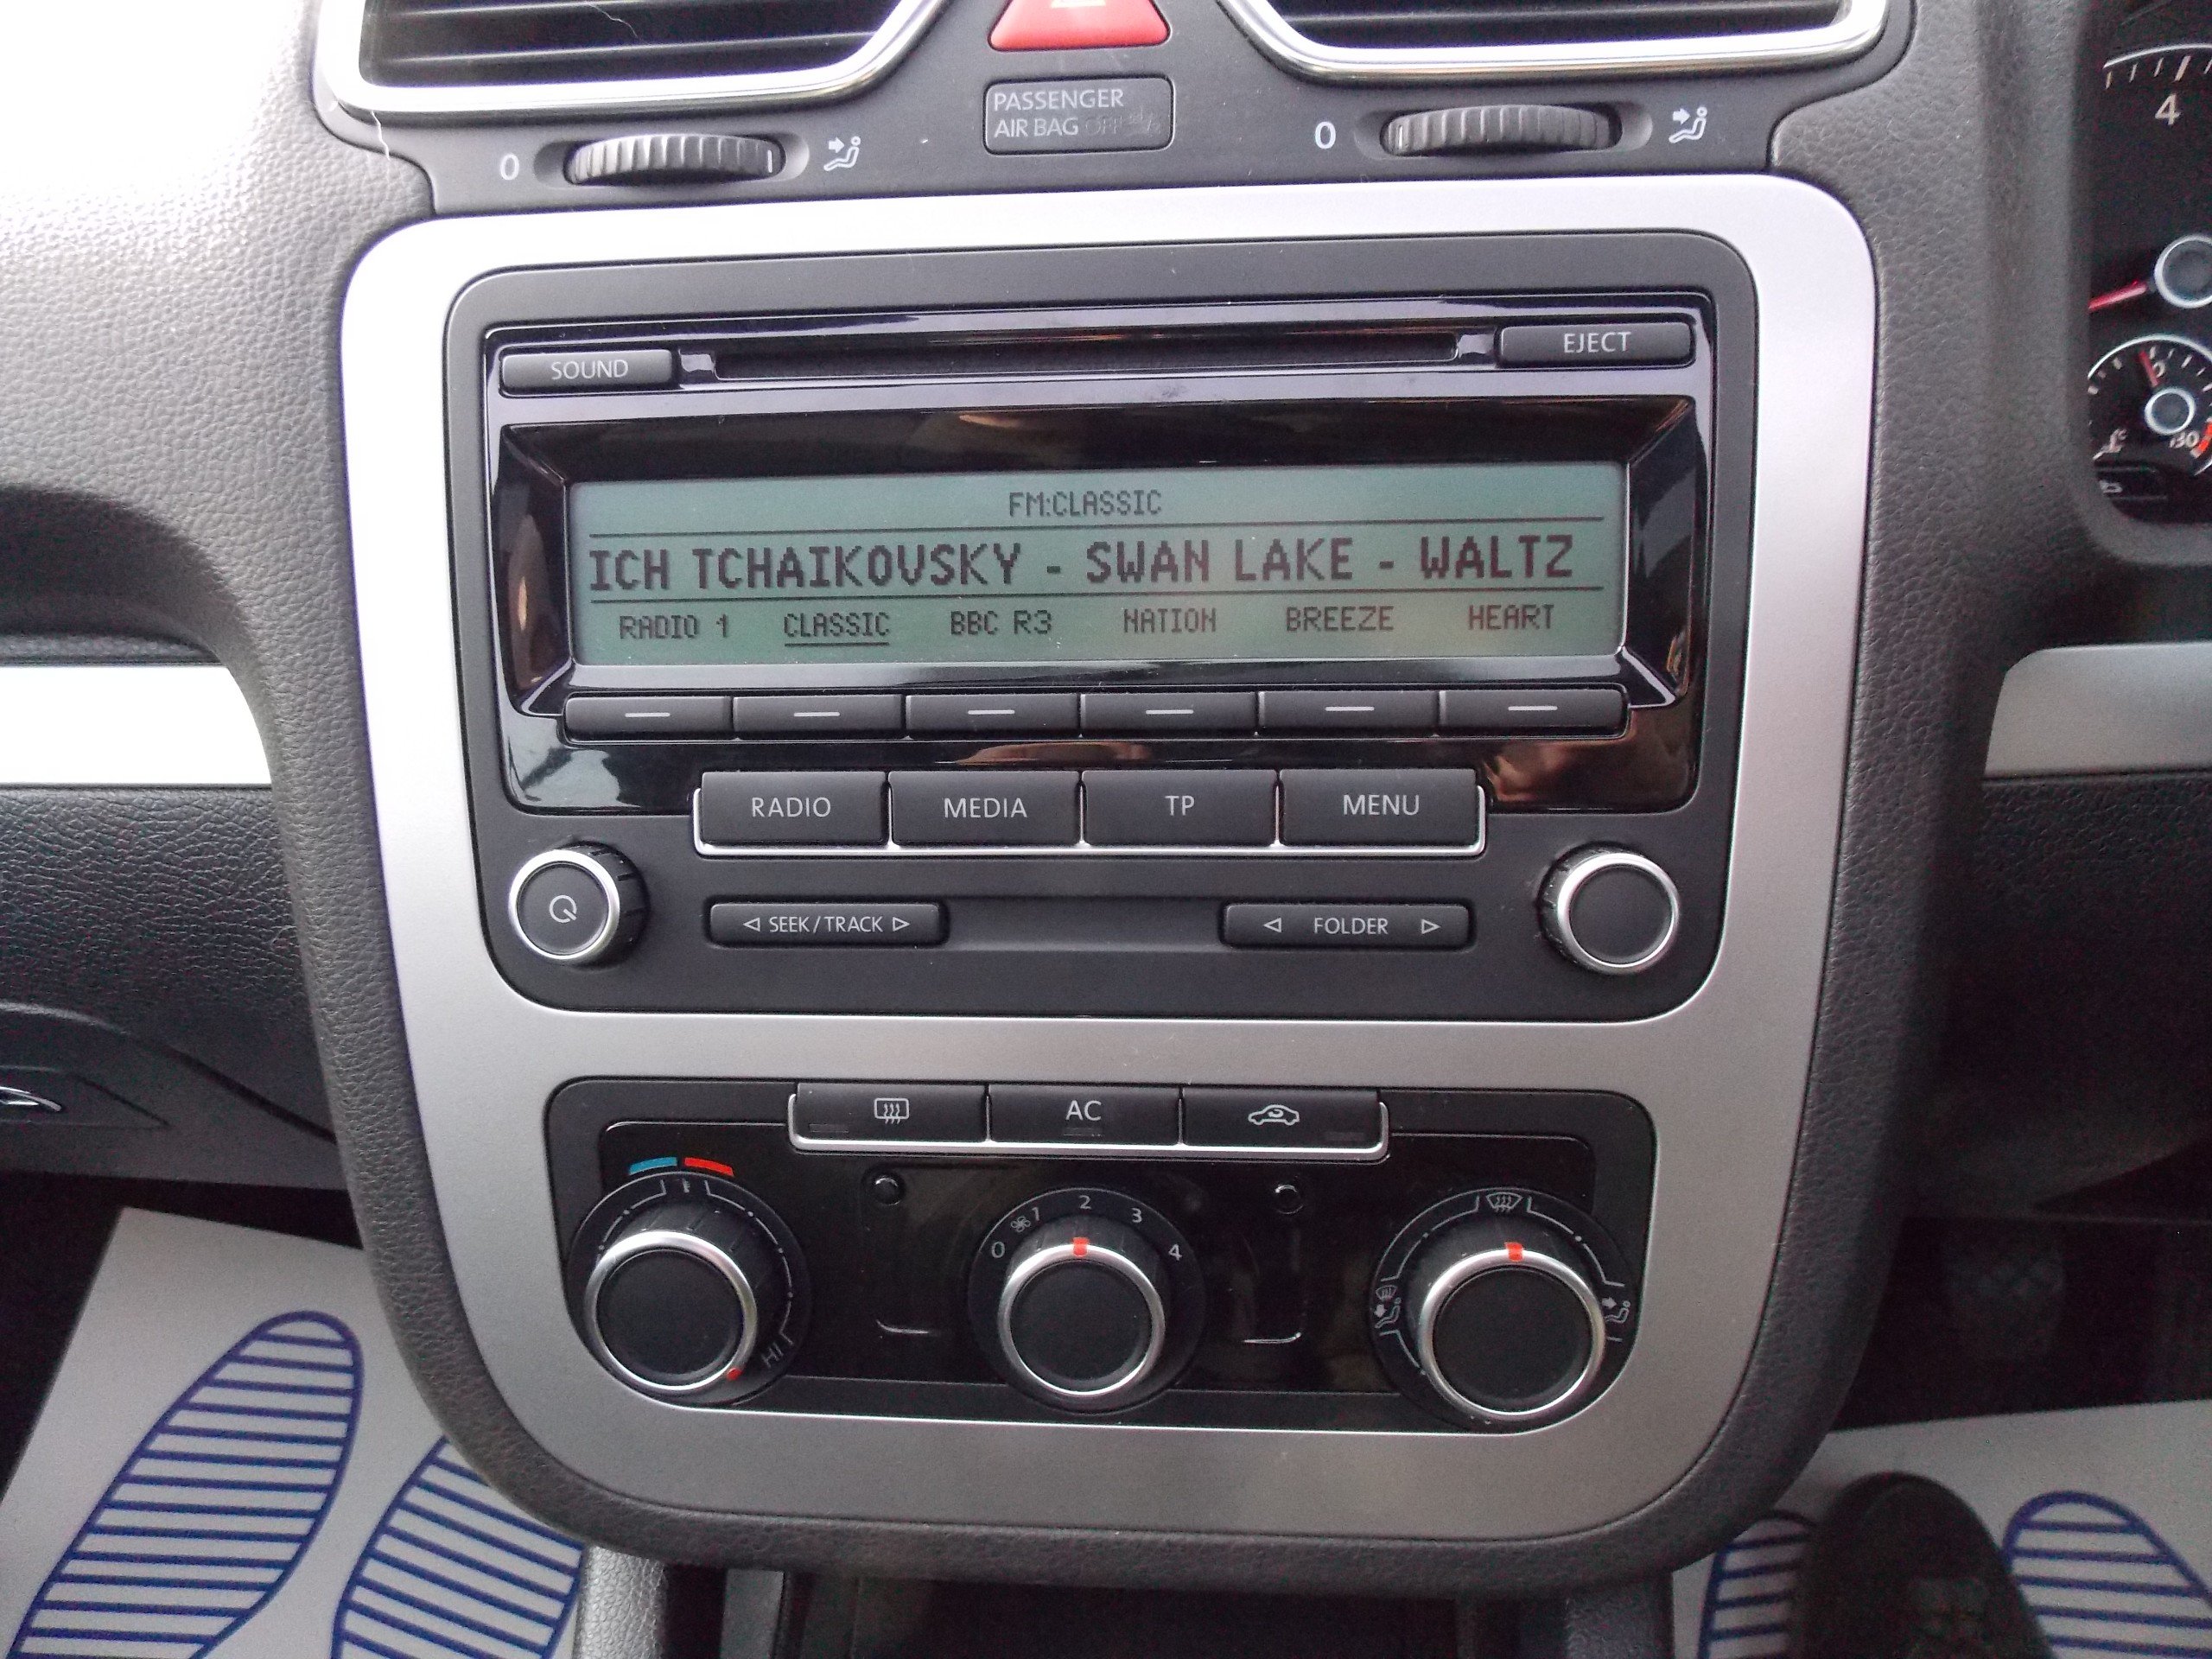 4
PASSENGER
AIR BAG OFF
0
0
SOUND
EJECT
FM:CLASSIC
ICH TCHAIKOVSKY - SWAN LAKE - WALTZ
RADIO 1 CLASSIC BBC R3 NATION BREEZE HEART
RADIO MEDIA TP MENU
SEEK / TRACK
FOLDER
AC
0 1 2 3 4
HI